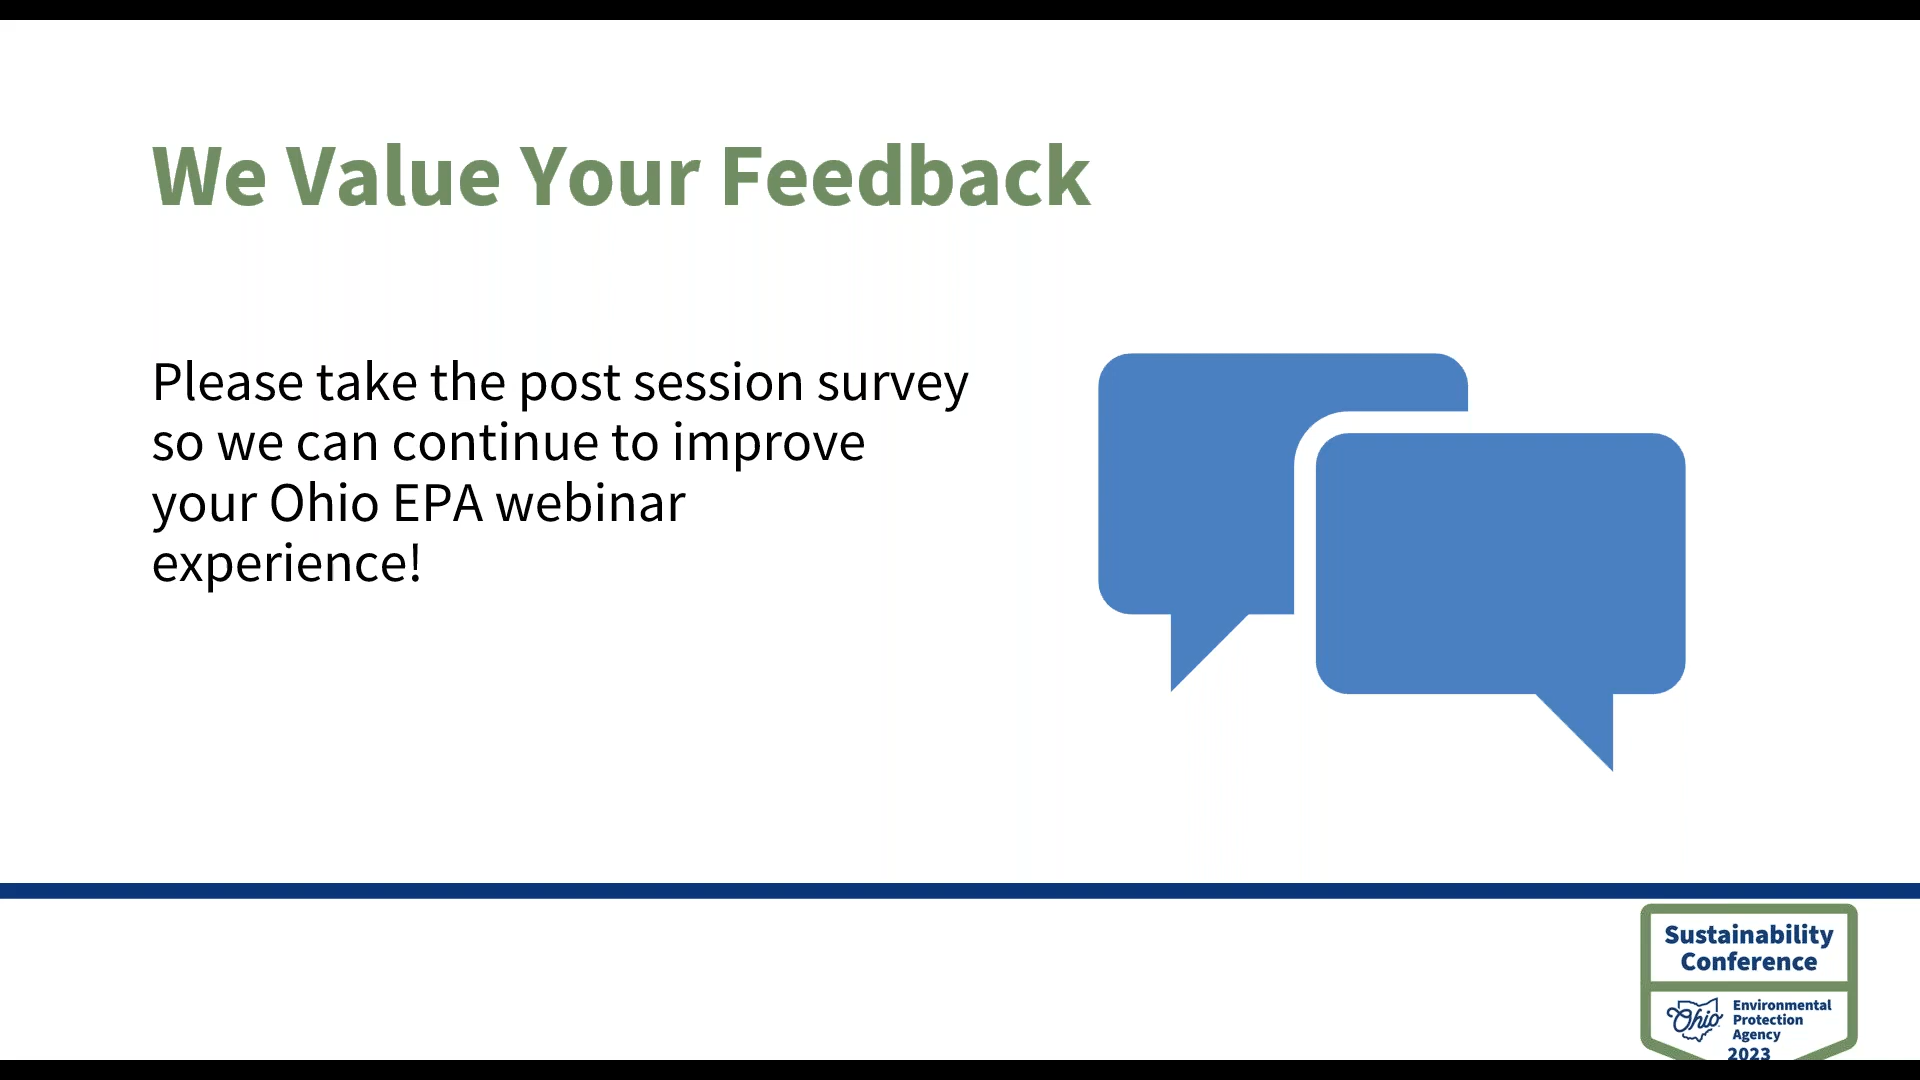 We Value Your Feedback
Please take the post session survey
so we can continue to improve
your Ohio EPA webinar
experience!
Sustainability
Conference
Ohio
Environmental
Protection
Agency
2023